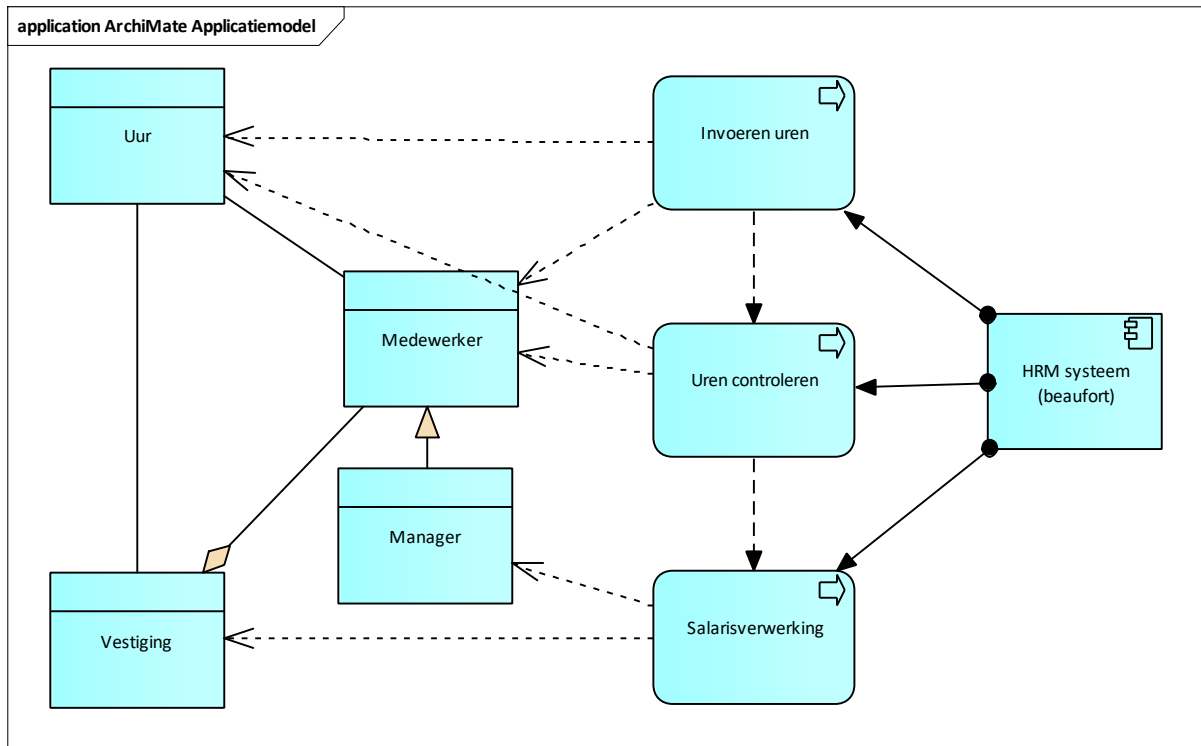 application ArchiMate Applicatiemodel
Uur
Invoeren uren
Medewerker
Uren controleren
HRM systeem
(beaufort)
Manager
Vestiging
Salarisverwerking